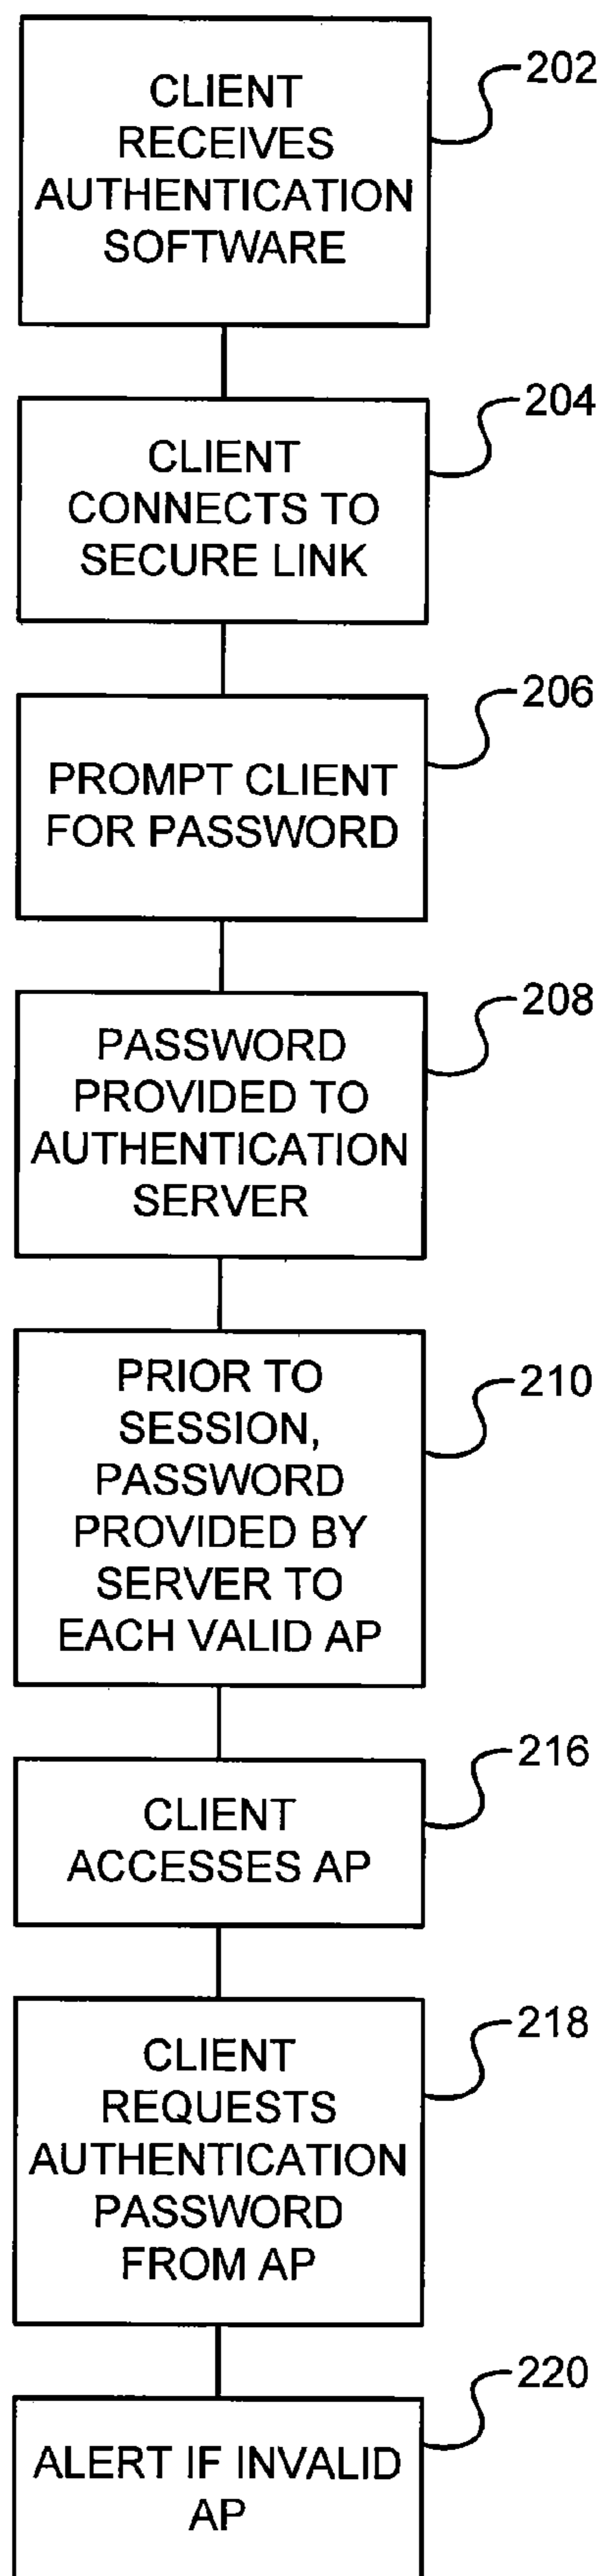 CLIENT
RECEIVES
AUTHENTICATION
SOFTWARE
202
CLIENT
CONNECTS TO
SECURE LINK
204
PROMPT CLIENT
FOR PASSWORD
206
PASSWORD
PROVIDED TO
AUTHENTICATION
SERVER
208
PRIOR TO
SESSION,
PASSWORD
PROVIDED BY
SERVER TO
EACH VALID AP
210
CLIENT
ACCESSES AP
216
CLIENT
REQUESTS
AUTHENTICATION
PASSWORD
FROM AP
218
ALERT IF INVALID
AP
220